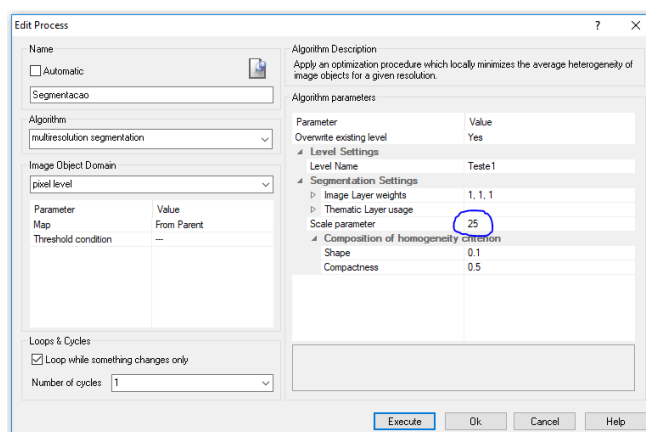 Edit Process ? X
Name
Automatic
Segmentacao
Algorithm
multiresolution segmentation
Image Object Domain
pixel level
Parameter Value
Map From Parent
Threshold condition ---
Loops & Cycles
Loop while something changes only
Number of cycles 1
Algorithm Description
Apply an optimization procedure which locally minimizes the average heterogeneity of
image objects for a given resolution.
Algorithm parameters
Parameter Value
Overwrite existing level Yes
Level Settings
Level Name Teste1
Segmentation Settings
Image Layer weights 1, 1, 1
Thematic Layer usage
Scale parameter 25
Composition of homogeneity criterion
Shape 0.1
Compactness 0.5
Execute Ok Cancel Help